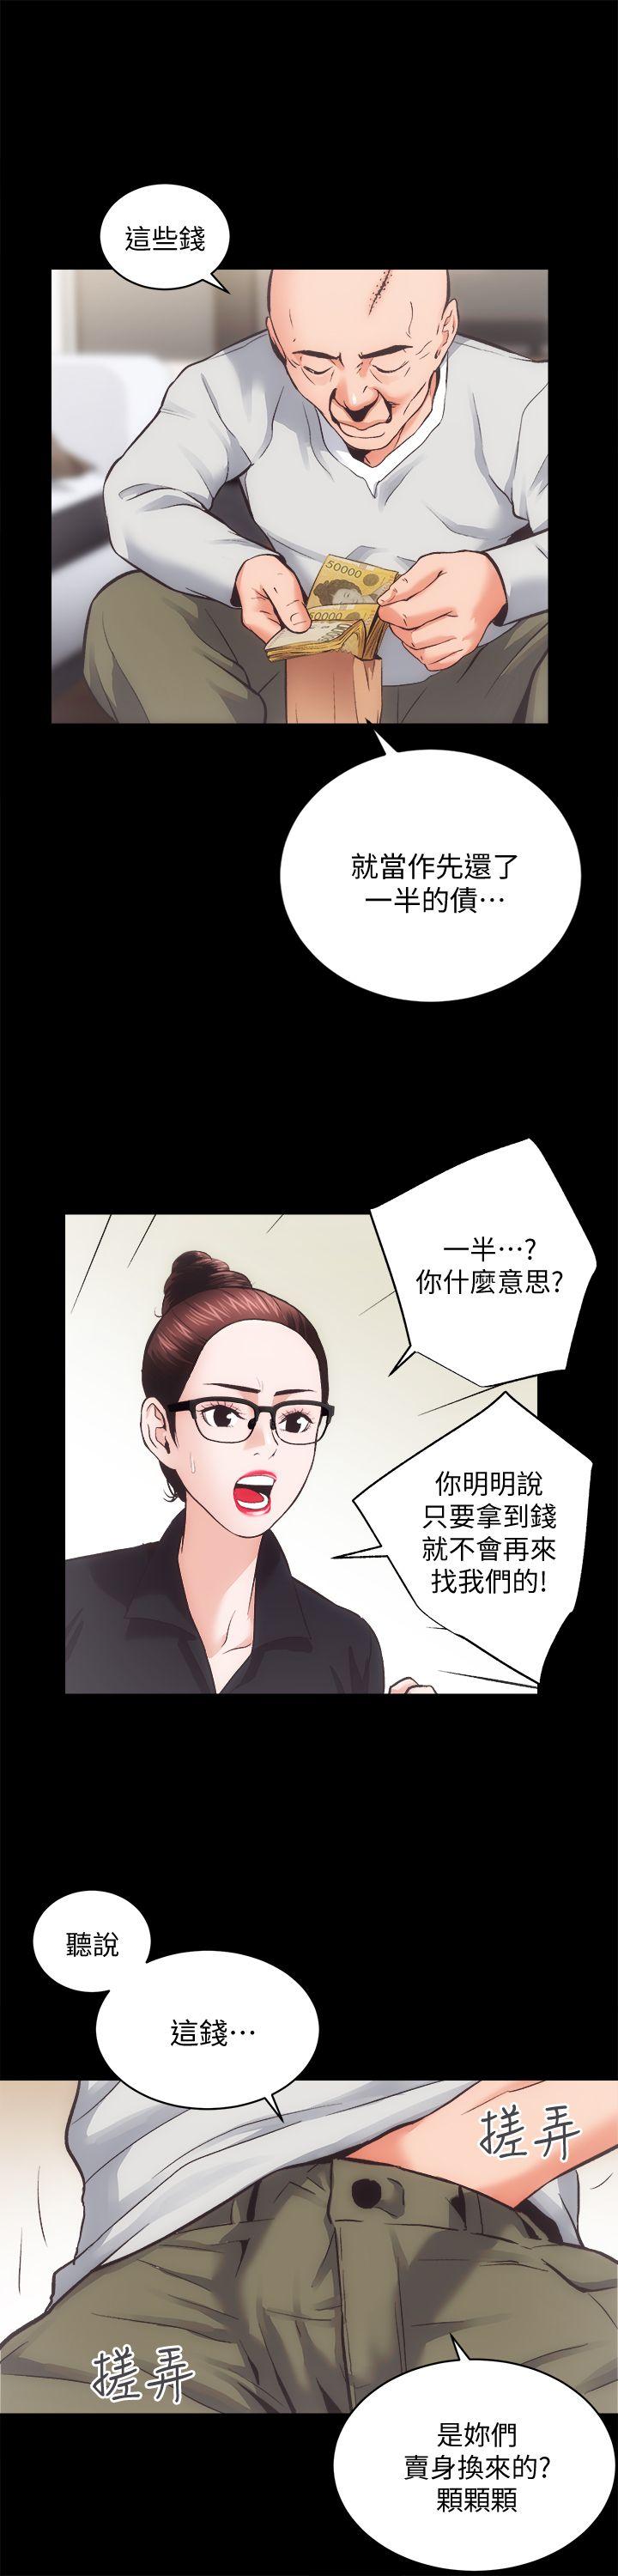 這些錢
50000
就當作先還了
一半的債…
一半…?
你什麼意思?
你明明說
只要拿到錢
就不會再來
找我們的!
聽說
這錢…
搓弄
搓弄
是妳們
賣身換來的?
顆顆顆